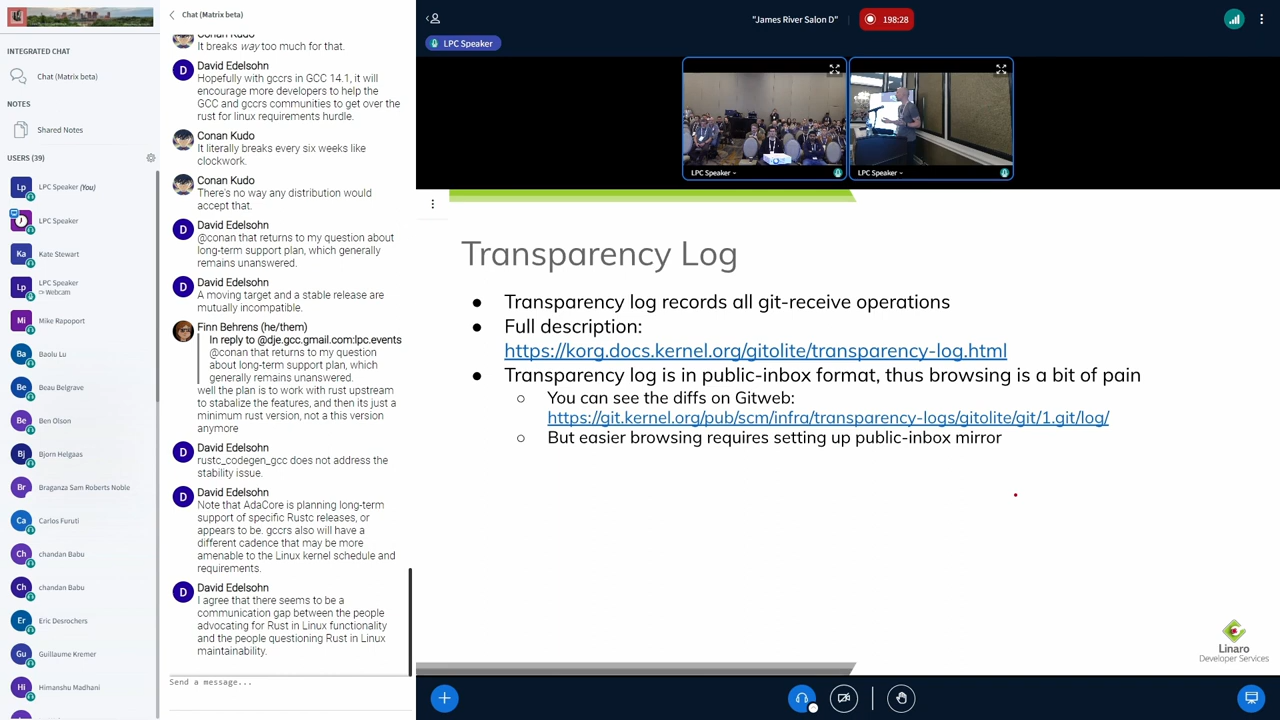 INTEGRATED CHAT
Chat (Matrix beta)
NOTES
Shared Notes
USERS (39)
Lp
LPC Speaker (You)
LPC Speaker
Ka
Kate Stewart
Lp
LPC Speaker
Webcam
Mi
Mike Rapoport
Ba
Baolu Lu
Be
Beau Belgrave
Be
Ben Olson
Bj
Bjorn Helgaas
Br
Braganza Sam Roberts Noble
Ca
Carlos Furuti
Ch
chandan Babu
Ch
chandan Babu
Er
Eric Desrochers
Gu
Guillaume Kremer
Hi
Himanshu Madhani
Chat (Matrix beta)
Conan Kudo
It breaks way too much for that.
D
David Edelsohn
Hopefully with gccrs in GCC 14.1, it will
encourage more developers to help the
GCC and gccrs communities to get over the
rust for linux requirements hurdle.
Conan Kudo
It literally breaks every six weeks like
clockwork.
Conan Kudo
There's no way any distribution would
accept that.
D
David Edelsohn
@conan that returns to my question about
long-term support plan, which generally
remains unanswered.
D
David Edelsohn
A moving target and a stable release are
mutually incompatible.
Finn Behrens (he/them)
In reply to @dje.gcc.gmail.com:lpc.events
@conan that returns to my question
about long-term support plan, which
generally remains unanswered.
well the plan is to work with rust upstream
to stabalize the features, and then its just a
minimum rust version, not a this version
anymore
D
David Edelsohn
rustc_codegen_gcc does not address the
stability issue.
D
David Edelsohn
Note that AdaCore is planning long-term
support of specific Rustc releases, or
appears to be. gccrs also will have a
different cadence that may be more
amenable to the Linux kernel schedule and
requirements.
D
David Edelsohn
I agree that there seems to be a
communication gap between the people
advocating for Rust in Linux functionality
and the people questioning Rust in Linux
maintainability.
Send a message...
"James River Salon D"
198:28
LPC Speaker
LPC Speaker
LPC Speaker
Transparency Log
● Transparency log records all git-receive operations
● Full description:
https://korg.docs.kernel.org/gitolite/transparency-log.html
● Transparency log is in public-inbox format, thus browsing is a bit of pain
○ You can see the diffs on Gitweb:
https://git.kernel.org/pub/scm/infra/transparency-logs/gitolite/git/1.git/log/
○ But easier browsing requires setting up public-inbox mirror
Linaro
Developer Services